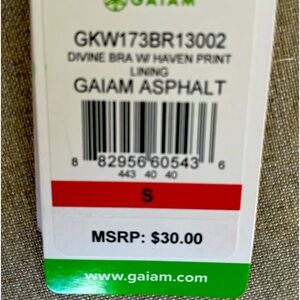 GAIAM
GKW173BR13002
DIVINE BRA W/ HAVEN PRINT
LINING
GAIAM ASPHALT
8 82956 60543 6
443 40 40
S
MSRP: $30.00
www.gaiam.com